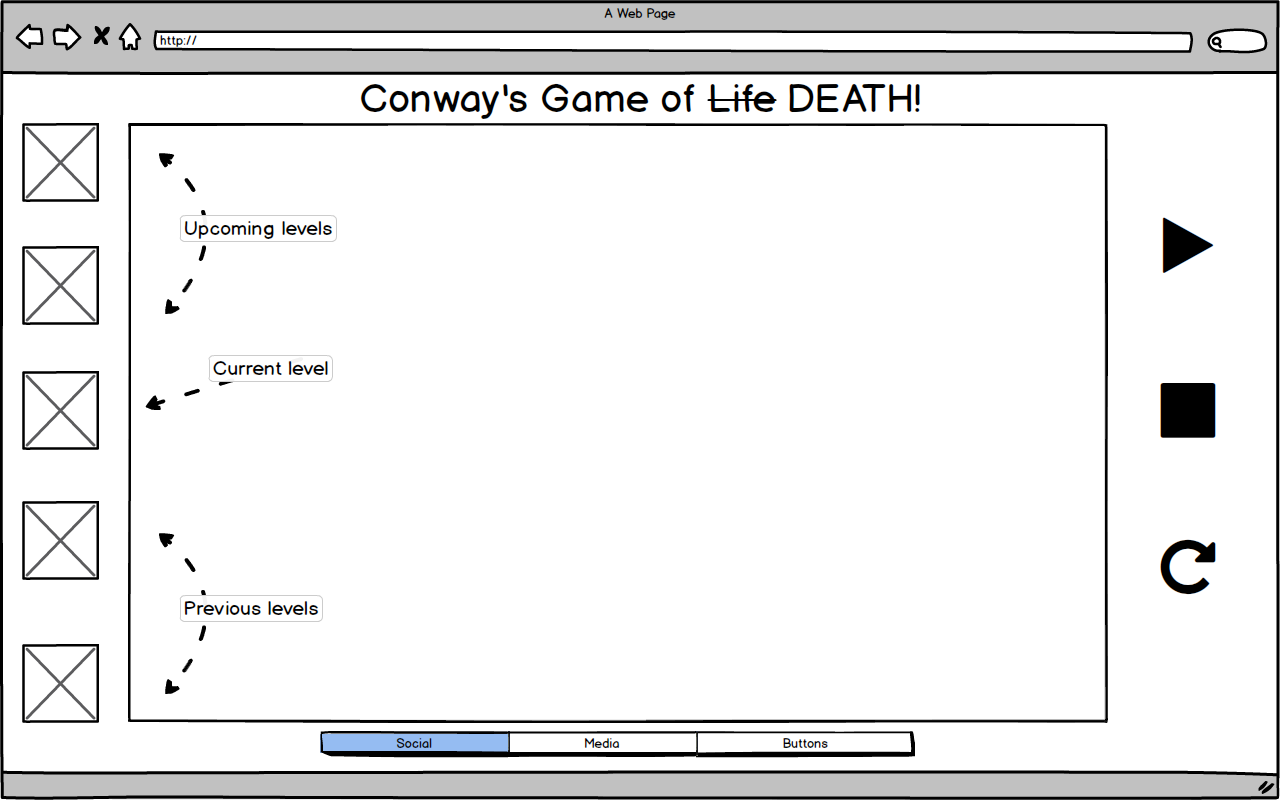 A Web Page
http://
Conway's Game of Life DEATH!
Upcoming levels
Current level
Previous levels
Social Media Buttons